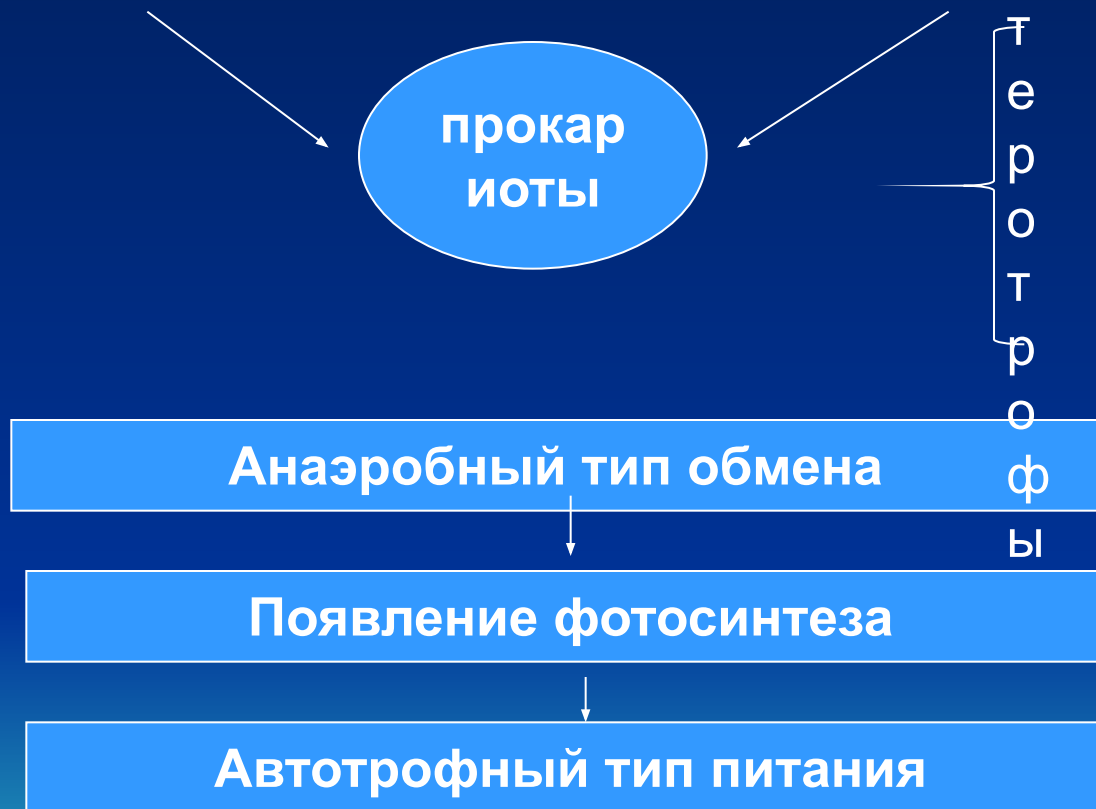 прокар
иоты
т
е
р
о
т
р
о
ф
ы
Анаэробный тип обмена
Появление фотосинтеза
Автотрофный тип питания